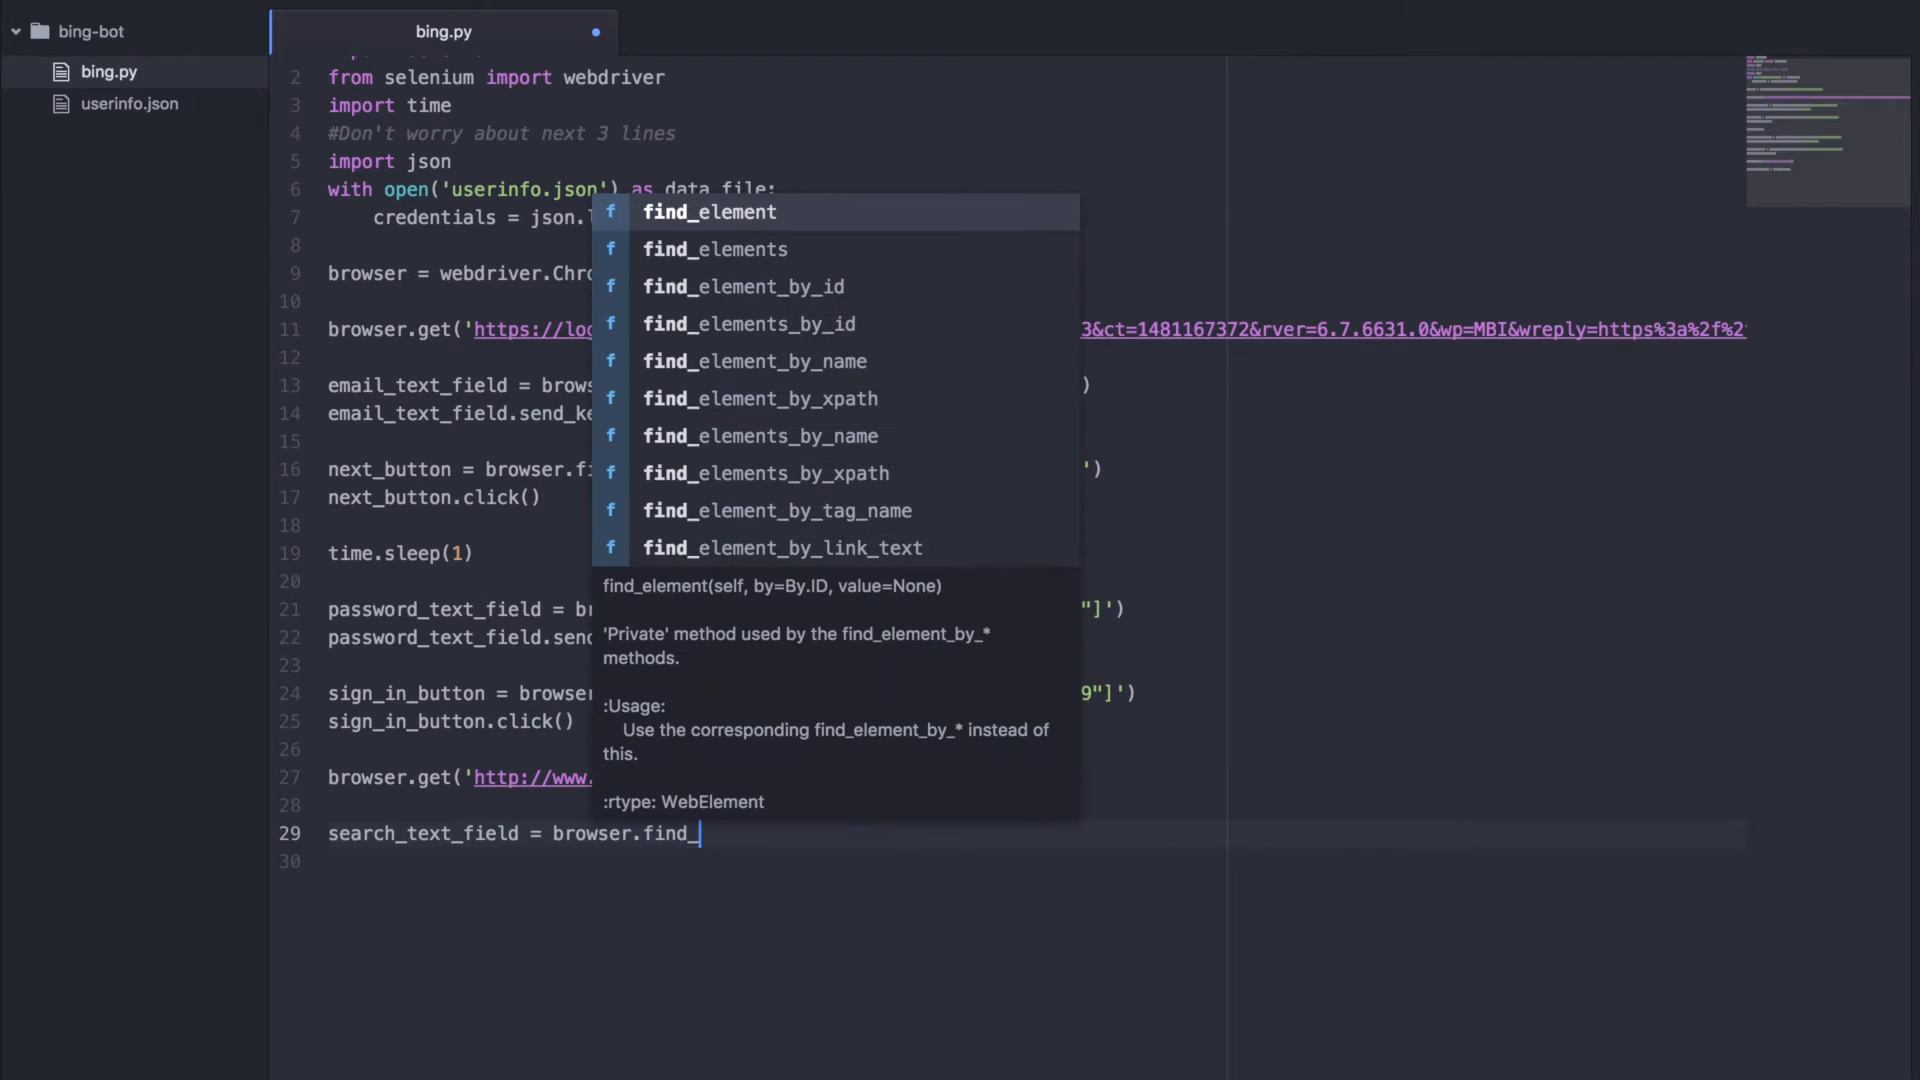 bing-bot
bing.py
userinfo.json
bing.py
2 from selenium import webdriver
3 import time
4 #Don't worry about next 3 lines
5 import json
6 with open('userinfo.json') as data_file:
7 credentials = json.l
8
9 browser = webdriver.Chro
10
11 browser.get('https://log 3&ct=1481167372&rver=6.7.6631.0&wp=MBI&wreply=https%3a%2f%2
12
13 email_text_field = brows )
14 email_text_field.send_ke
15
16 next_button = browser.fi ')
17 next_button.click()
18
19 time.sleep(1)
20
21 password_text_field = br "]')
22 password_text_field.send
23
24 sign_in_button = browser 9"]')
25 sign_in_button.click()
26
27 browser.get('http://www.
28
29 search_text_field = browser.find_
30
f find_element
f find_elements
f find_element_by_id
f find_elements_by_id
f find_element_by_name
f find_element_by_xpath
f find_elements_by_name
f find_elements_by_xpath
f find_element_by_tag_name
f find_element_by_link_text
find_element(self, by=By.ID, value=None)
'Private' method used by the find_element_by_*
methods.
:Usage:
Use the corresponding find_element_by_* instead of
this.
:rtype: WebElement